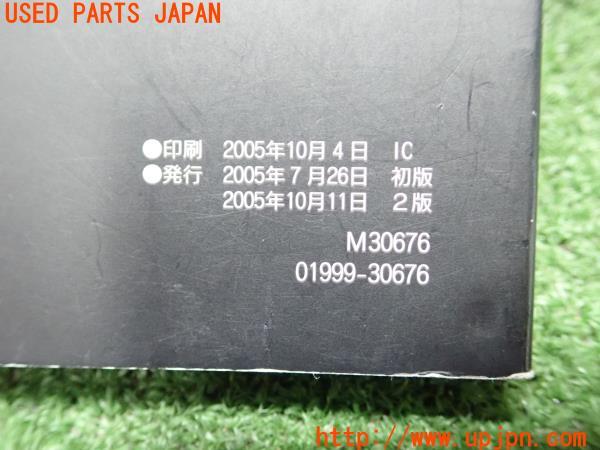 USED PARTS JAPAN
●印刷 2005年10月4日 IC
●発行 2005年7月26日 初版
2005年10月11日 2版
M30676
01999-30676
http://www.upjpn.com/